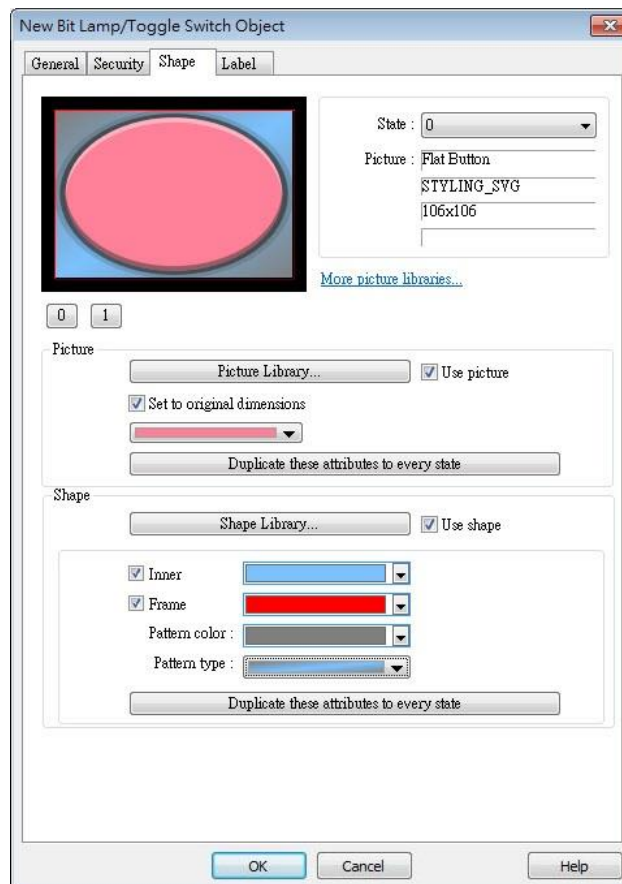 New Bit Lamp/Toggle Switch Object
General Security Shape Label
State : 0
Picture : Flat Button
STYLING_SVG
106x106
More picture libraries...
0 1
Picture
Picture Library... Use picture
Set to original dimensions
Duplicate these attributes to every state
Shape
Shape Library... Use shape
Inner
Frame
Pattern color :
Pattern type :
Duplicate these attributes to every state
OK Cancel Help